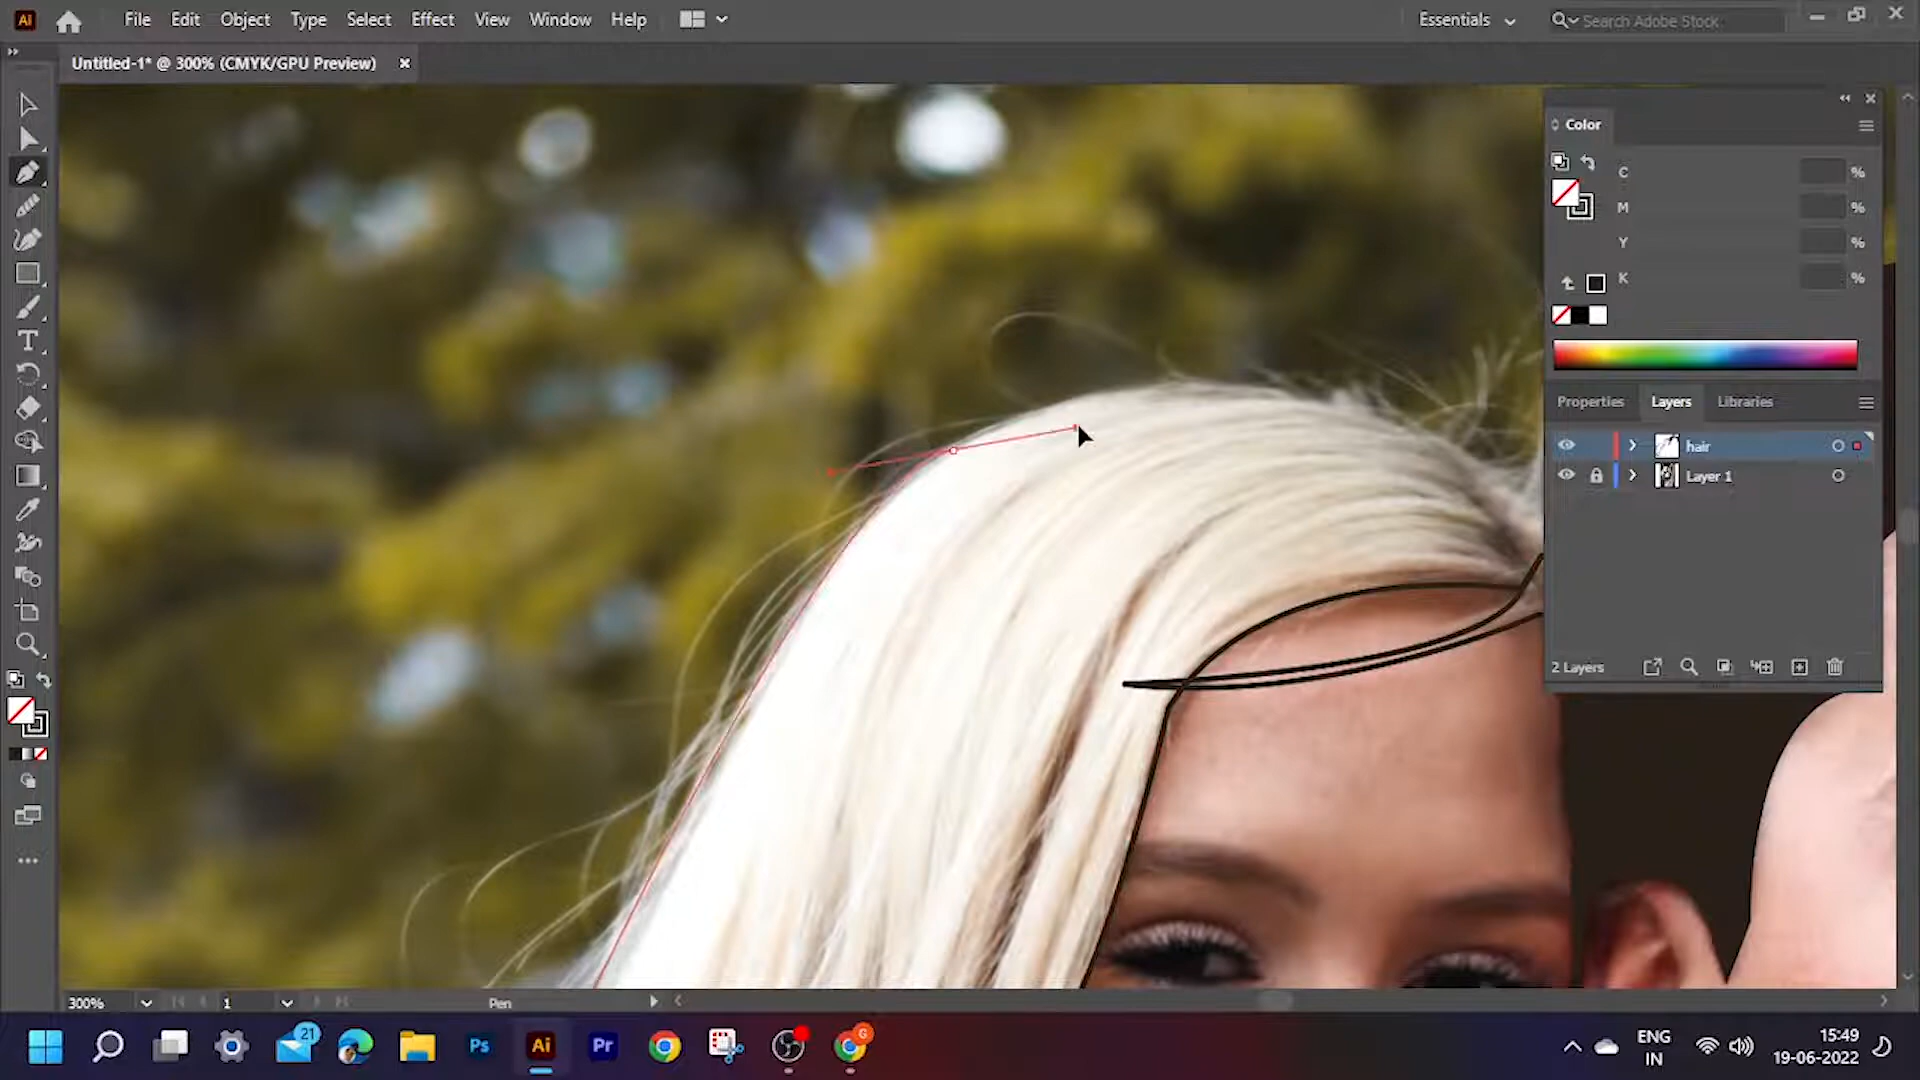 Ai File Edit Object Type Select Effect View Window Help Essentials Search Adobe Stock
Untitled-1* @ 300% (CMYK/GPU Preview)
Color
C %
M %
Y %
K %
Properties Layers Libraries
hair
Layer 1
2 Layers
300% 1 Pen
21 Ps Ai Pr G
ENG
IN
15:49
19-06-2022